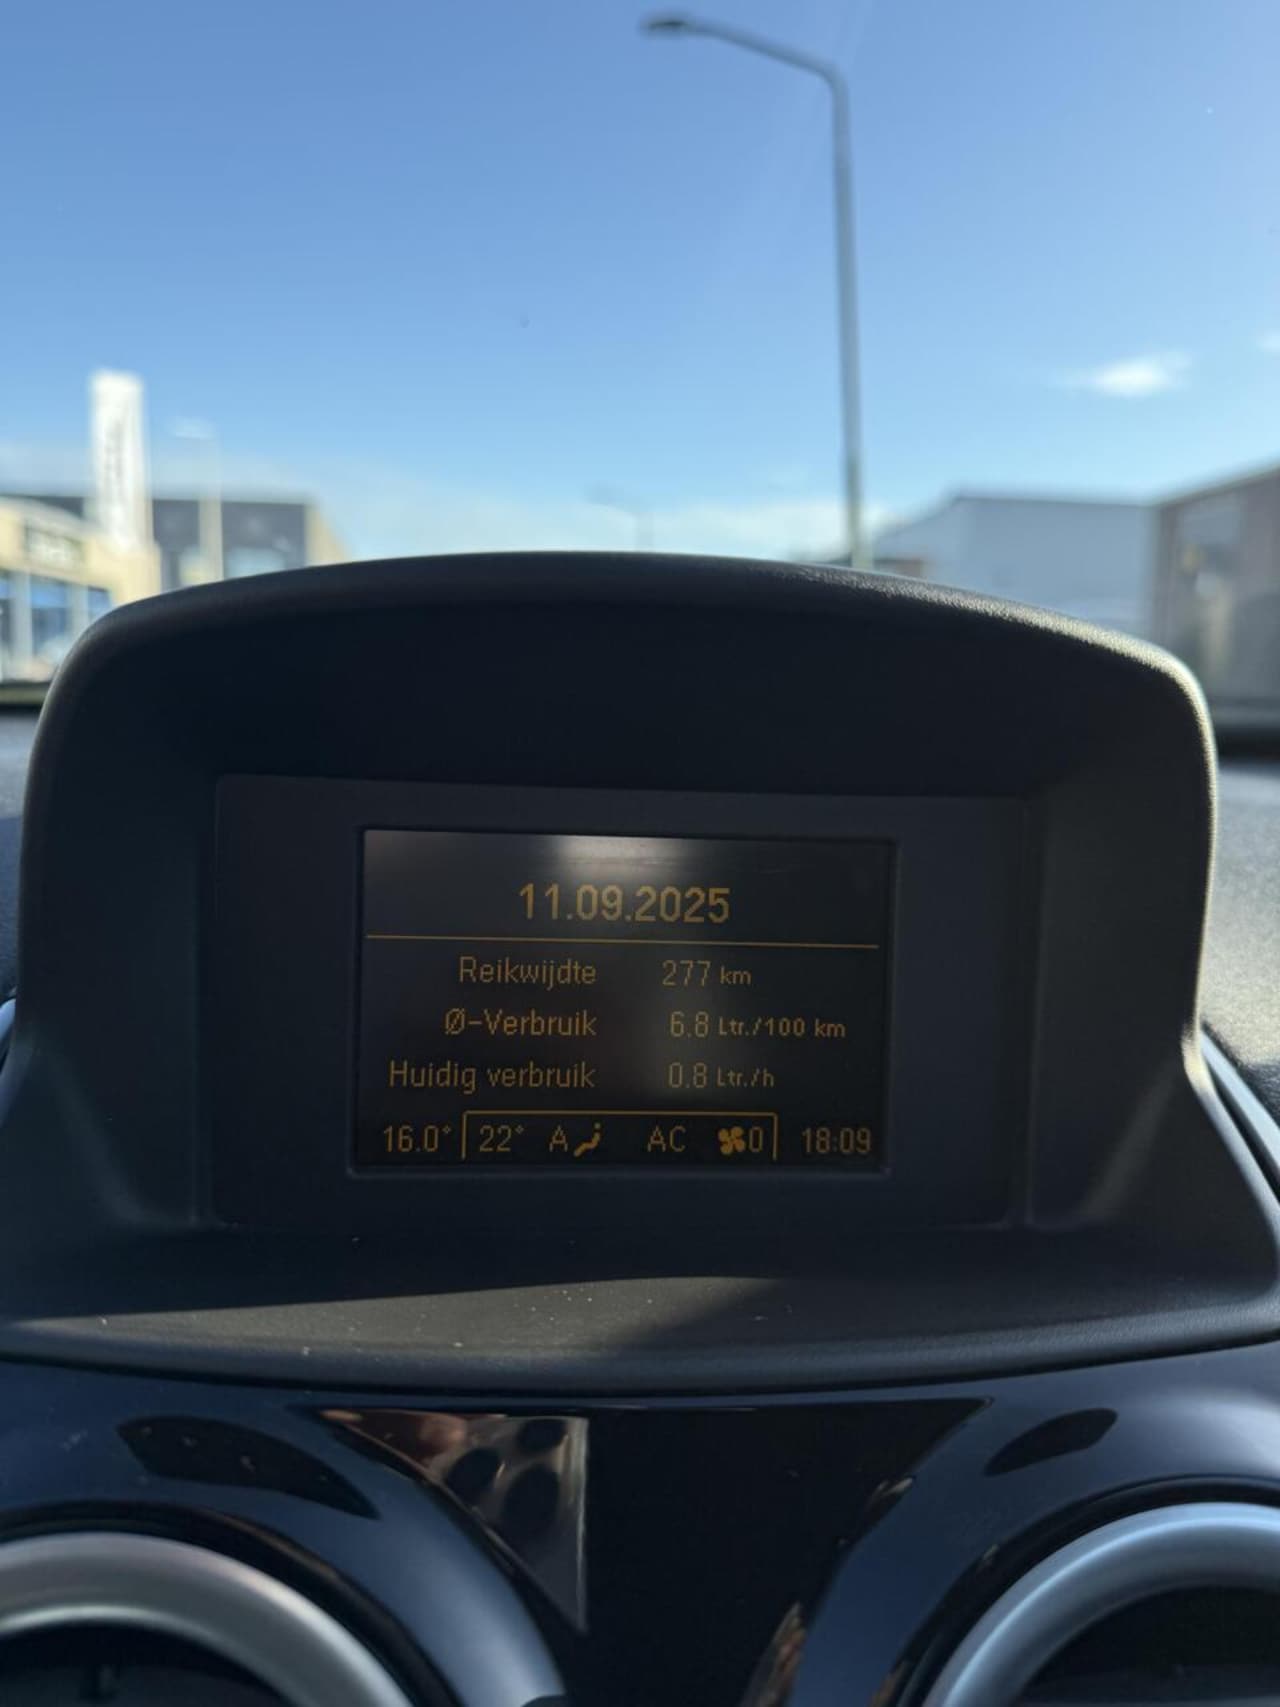 11.09.2025
Reikwijdte 277 km
Ø-Verbruik 6.8 Ltr./100 km
Huidig verbruik 0.8 Ltr./h
16.0° 22° A AC 0 18:09